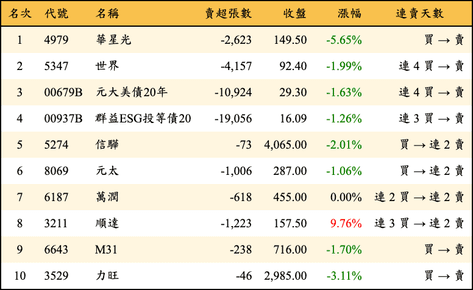 名次 代號 名稱 賣超張數 收盤 漲幅 連賣天數
1 4979 華星光 -2,623 149.50 -5.65% 買 → 賣
2 5347 世界 -4,157 92.40 -1.99% 連 4 買 → 賣
3 00679B 元大美債20年 -10,924 29.30 -1.63% 連 4 買 → 賣
4 00937B 群益ESG投等債20 -19,056 16.09 -1.26% 連 3 買 → 賣
5 5274 信驊 -73 4,065.00 -2.01% 買 → 連 2 賣
6 8069 元太 -1,006 287.00 -1.06% 買 → 連 2 賣
7 6187 萬潤 -618 455.00 0.00% 連 2 買 → 連 2 賣
8 3211 順達 -1,223 157.50 9.76% 連 3 買 → 連 2 賣
9 6643 M31 -238 716.00 -1.70% 買 → 賣
10 3529 力旺 -46 2,985.00 -3.11% 買 → 賣